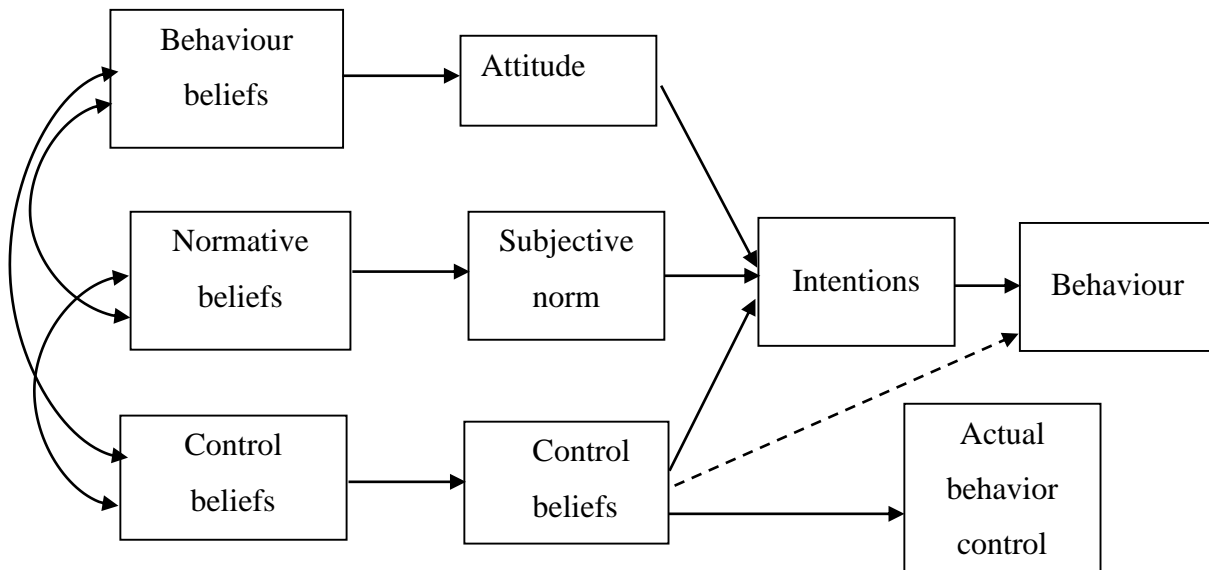 Behaviour
beliefs
Attitude
Normative
beliefs
Subjective
norm
Intentions
Behaviour
Control
beliefs
Control
beliefs
Actual
behavior
control